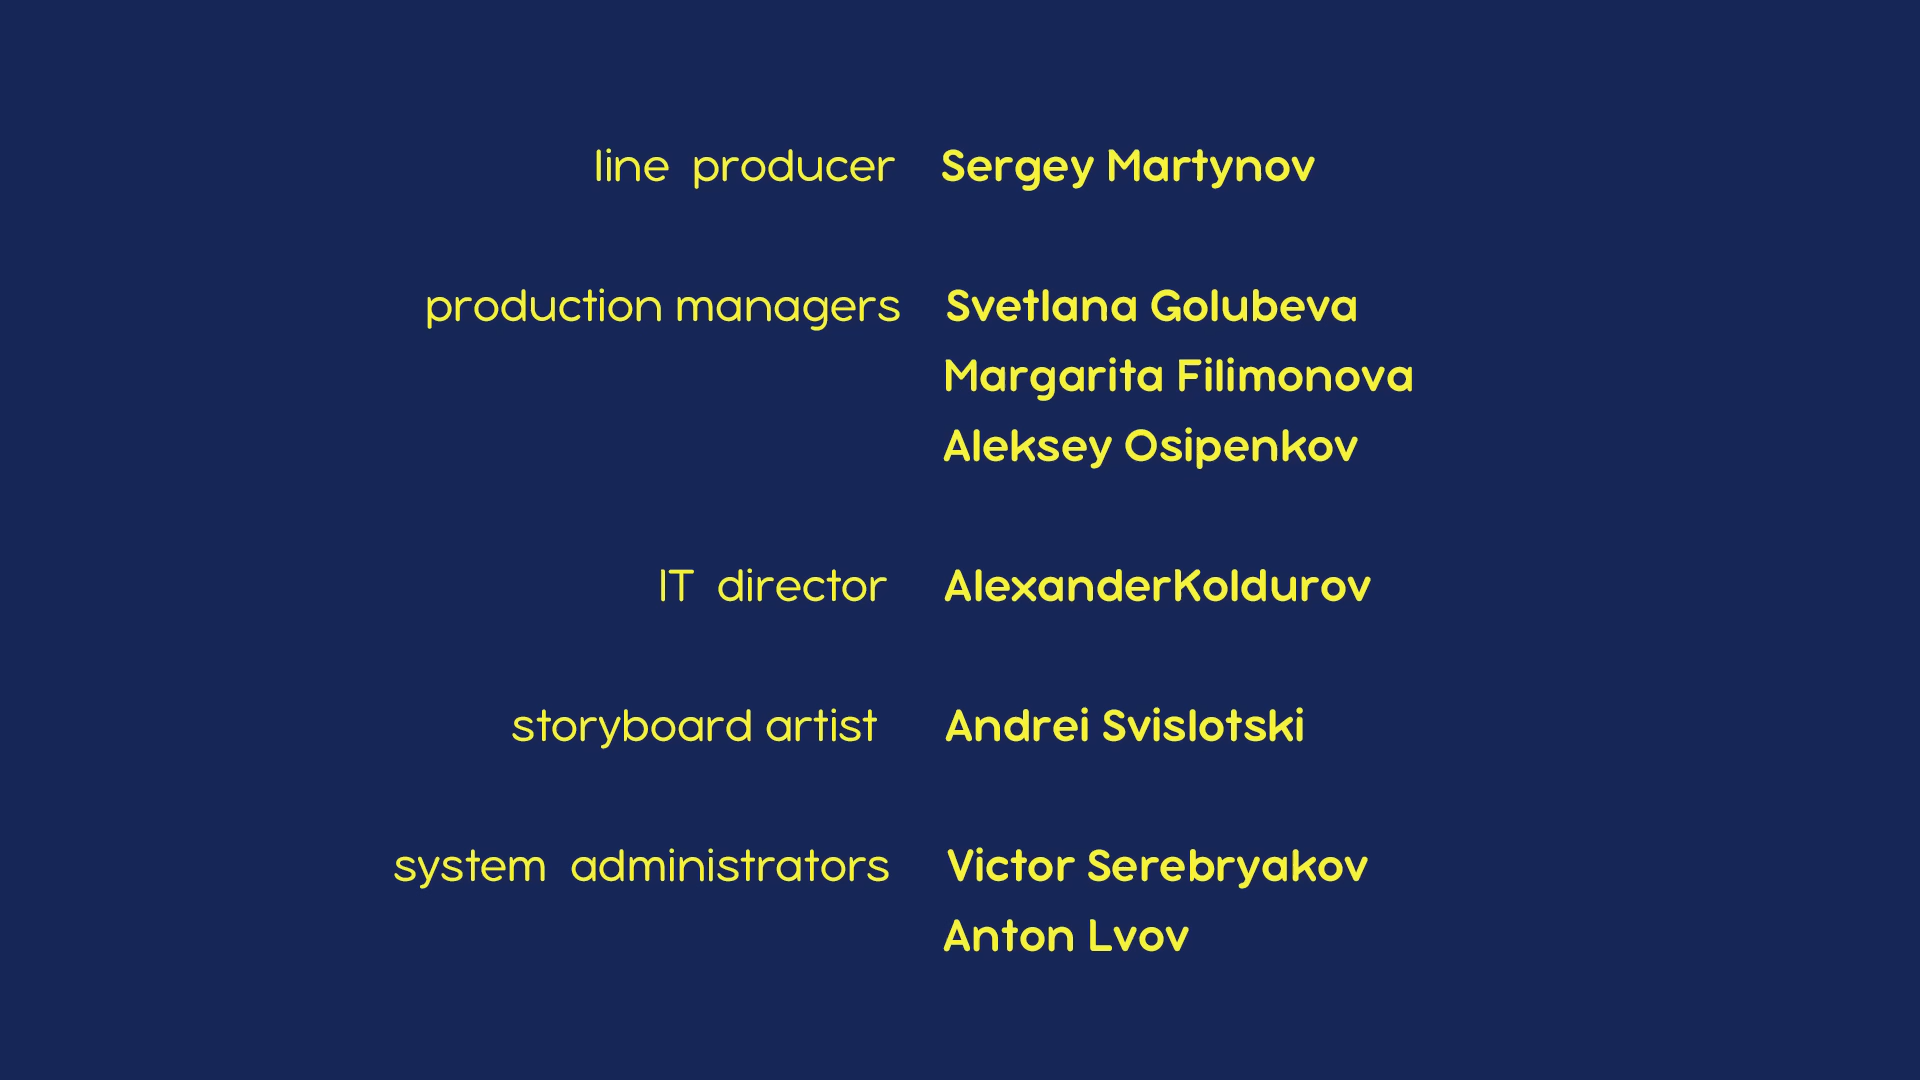 line producer Sergey Martynov
production managers Svetlana Golubeva
Margarita Filimonova
Aleksey Osipenkov
IT director AlexanderKoldurov
storyboard artist Andrei Svislotski
system administrators Victor Serebryakov
Anton Lvov